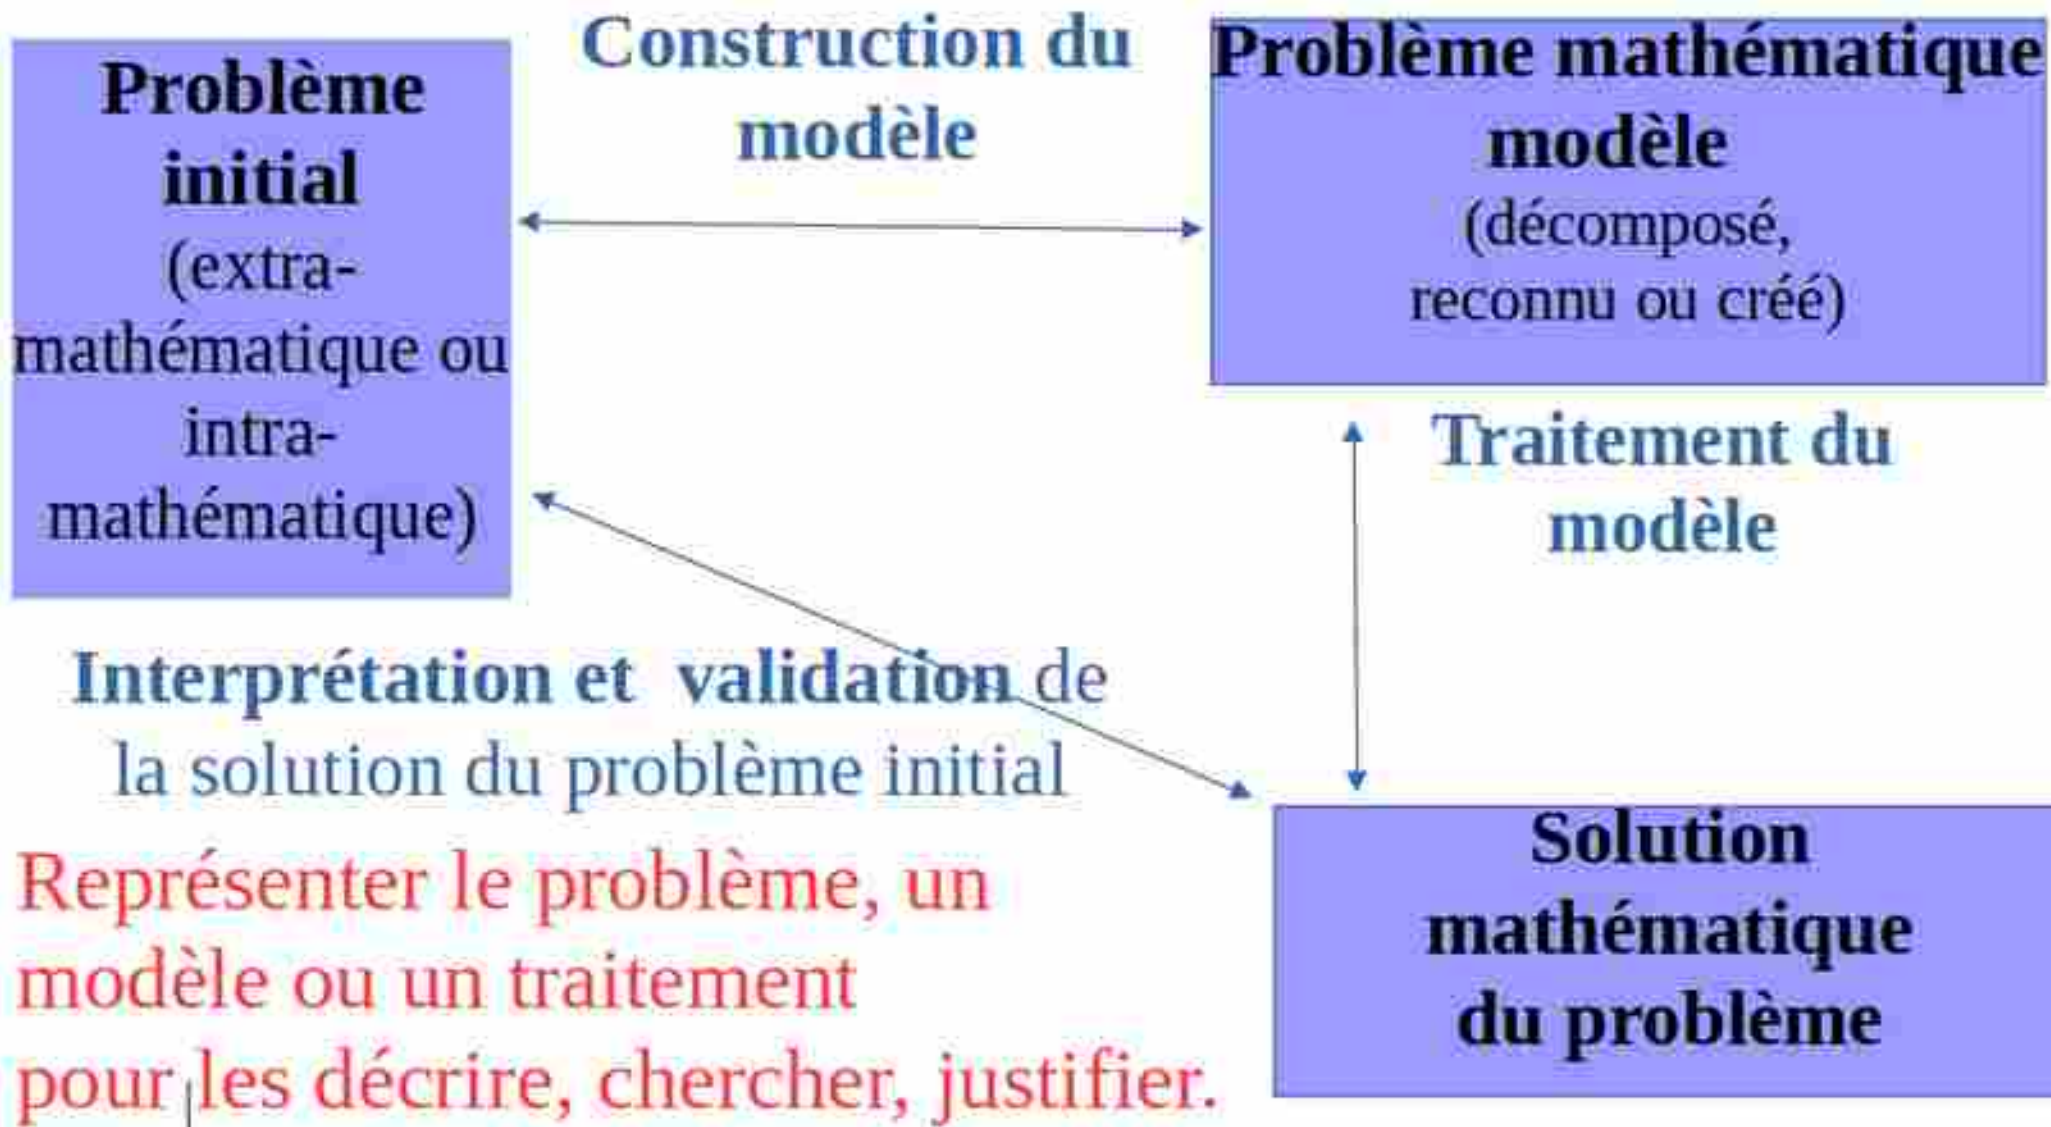 Problème
initial
(extra-
mathématique ou
intra-
mathématique)
Construction du
modèle
Problème mathématique
modèle
(décomposé,
reconnu ou créé)
Traitement du
modèle
Interprétation et  validation de
la solution du problème initial
Solution
mathématique
du problème
Représenter le problème, un
modèle ou un traitement
pour les décrire, chercher, justifier.